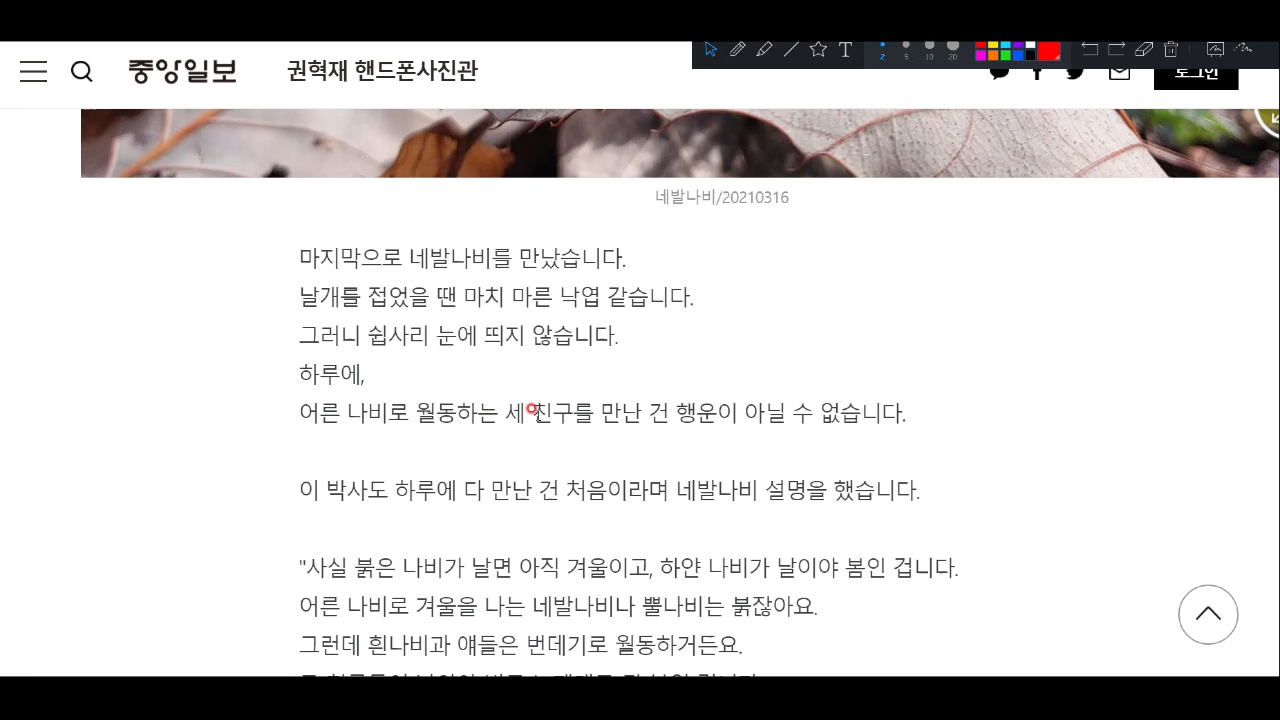 T
2 5 10 20
중앙일보 권혁재 핸드폰사진관
로그인
네발나비/20210316
마지막으로 네발나비를 만났습니다.
날개를 접었을 땐 마치 마른 낙엽 같습니다.
그러니 쉽사리 눈에 띄지 않습니다.
하루에,
어른 나비로 월동하는 세 친구를 만난 건 행운이 아닐 수 없습니다.
이 박사도 하루에 다 만난 건 처음이라며 네발나비 설명을 했습니다.
"사실 붉은 나비가 날면 아직 겨울이고, 하얀 나비가 날이야 봄인 겁니다.
어른 나비로 겨울을 나는 네발나비나 뿔나비는 붉잖아요.
그런데 흰나비과 얘들은 번데기로 월동하거든요.